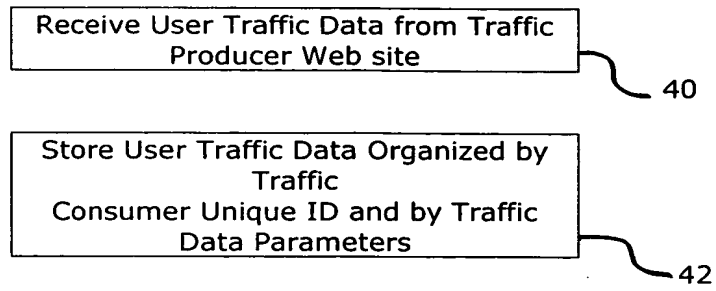 Receive User Traffic Data from Traffic
Producer Web site
40
Store User Traffic Data Organized by
Traffic
Consumer Unique ID and by Traffic
Data Parameters
42